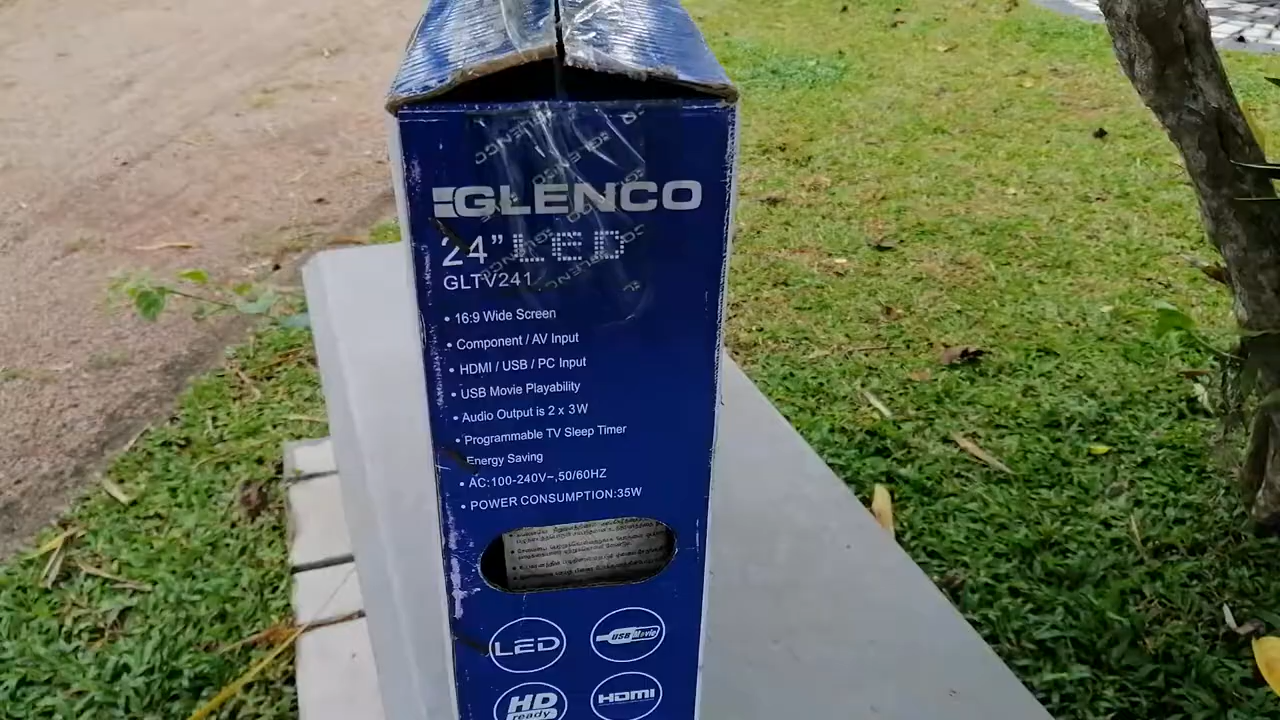 GLENCO
24" LED
GLTV241
• 16:9 Wide Screen
• Component / AV Input
• HDMI / USB / PC Input
• USB Movie Playability
• Audio Output is 2 x 3W
• Programmable TV Sleep Timer
Energy Saving
• AC:100-240V~,50/60HZ
• POWER CONSUMPTION:35W
LED
USB Movie
HD ready
HDMI